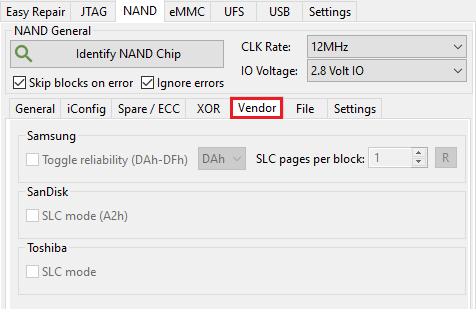 Easy Repair JTAG NAND eMMC UFS USB Settings
NAND General
Identify NAND Chip
CLK Rate: 12MHz
IO Voltage: 2.8 Volt IO
Skip blocks on error Ignore errors
General iConfig Spare / ECC XOR Vendor File Settings
Samsung
Toggle reliability (DAh-DFh) DAh SLC pages per block: 1 R
SanDisk
SLC mode (A2h)
Toshiba
SLC mode